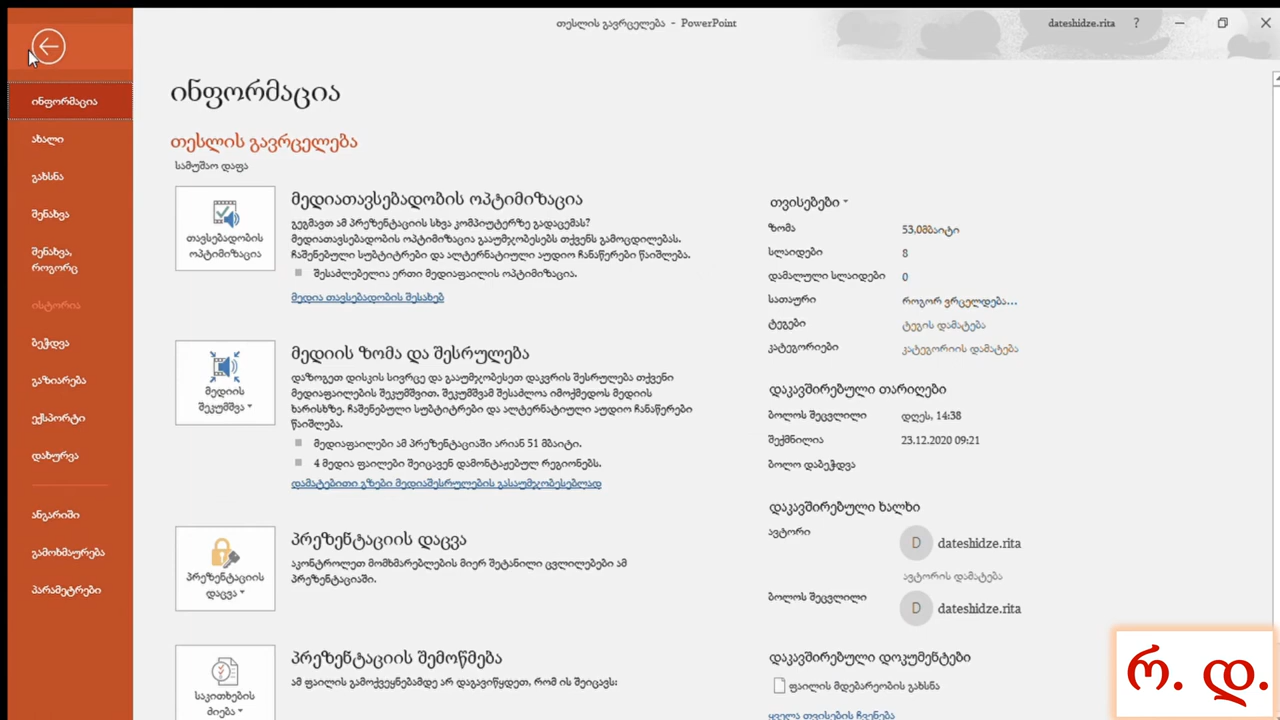 თესლის გავრცელება - PowerPoint
dateshidze.rita
?
ინფორმაცია
ახალი
გახსნა
შენახვა
შენახვა,
როგორც
ისტორია
ბეჭდვა
გაზიარება
ექსპორტი
დახურვა
ანგარიში
გამოხმაურება
პარამეტრები
ინფორმაცია
თესლის გავრცელება
სამუშაო დაფა
თავსებადობის
ოპტიმიზაცია
მედიათავსებადობის ოპტიმიზაცია
გეგმავთ ამ პრეზენტაციის სხვა კომპიუტერზე გადაცემას?
მედიათავსებადობის ოპტიმიზაცია გააუმჯობესებს თქვენს გამოცდილებას.
ჩაშენებული სუბტიტრები და ალტერნატიული აუდიო ჩანაწერები წაიშლება.
შესაძლებელია ერთი მედიაფაილის ოპტიმიზაცია.
მედია თავსებადობის შესახებ
მედიის
შეკუმშვა
მედიის ზომა და შესრულება
დაზოგეთ დისკის სივრცე და გააუმჯობესეთ დაკვრის შესრულება თქვენი
მედიაფაილების შეკუმშვით. შეკუმშვამ შესაძლოა იმოქმედოს მედიის
ხარისხზე. ჩაშენებული სუბტიტრები და ალტერნატიული აუდიო ჩანაწერები
წაიშლება.
მედიაფაილები ამ პრეზენტაციაში არიან 51 მბაიტი.
4 მედია ფაილები შეიცავენ დამონტაჟებულ რეგიონებს.
დამატებითი გზები მედიაშესრულების გასაუმჯობესებლად
პრეზენტაციის
დაცვა
პრეზენტაციის დაცვა
აკონტროლეთ მომხმარებლების მიერ შეტანილი ცვლილებები ამ
პრეზენტაციაში.
საკითხების
ძიება
პრეზენტაციის შემოწმება
ამ ფაილის გამოქვეყნებამდე არ დაგავიწყდეთ, რომ ის შეიცავს:
თვისებები
ზომა 53.0მბაიტი
სლაიდები 8
დამალული სლაიდები 0
სათაური როგორ ვრცელდება...
ტეგები ტეგის დამატება
კატეგორიები კატეგორიის დამატება
დაკავშირებული თარიღები
ბოლოს შეცვლილი დღეს, 14:38
შექმნილია 23.12.2020 09:21
ბოლო დაბეჭდვა
დაკავშირებული ხალხი
ავტორი D dateshidze.rita
ავტორის დამატება
ბოლოს შეცვლილი D dateshidze.rita
დაკავშირებული დოკუმენტები
ფაილის მდებარეობის გახსნა
ყველა თვისების ჩვენება
რ. დ.